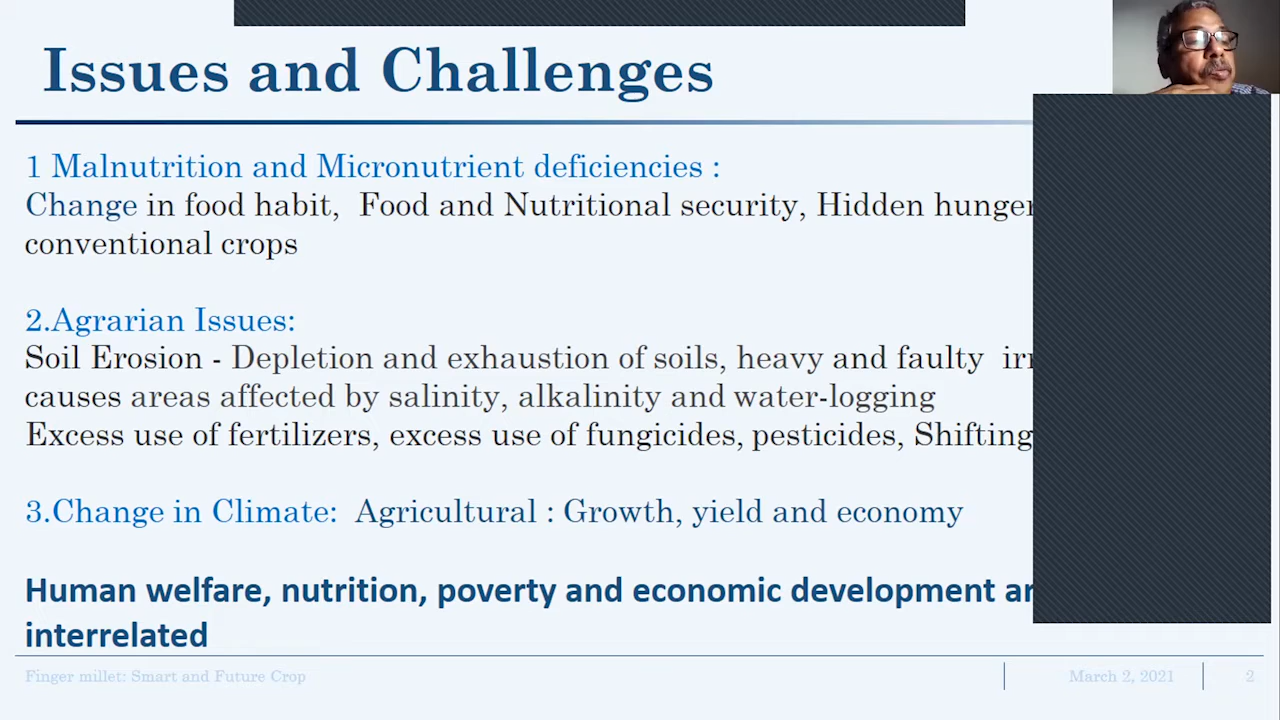 Issues and Challenges
1 Malnutrition and Micronutrient deficiencies :
Change in food habit, Food and Nutritional security, Hidden hunger
conventional crops
2.Agrarian Issues:
Soil Erosion - Depletion and exhaustion of soils, heavy and faulty
causes areas affected by salinity, alkalinity and water-logging
Excess use of fertilizers, excess use of fungicides, pesticides, Shifting
3.Change in Climate: Agricultural : Growth, yield and economy
Human welfare, nutrition, poverty and economic development
interrelated
Finger millet: Smart and Future Crop
March 2, 2021
2